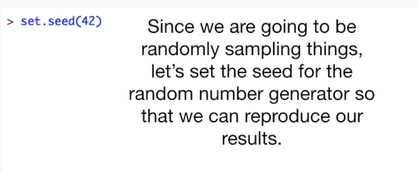 > set.seed(42)
Since we are going to be
randomly sampling things,
let’s set the seed for the
random number generator so
that we can reproduce our
results.